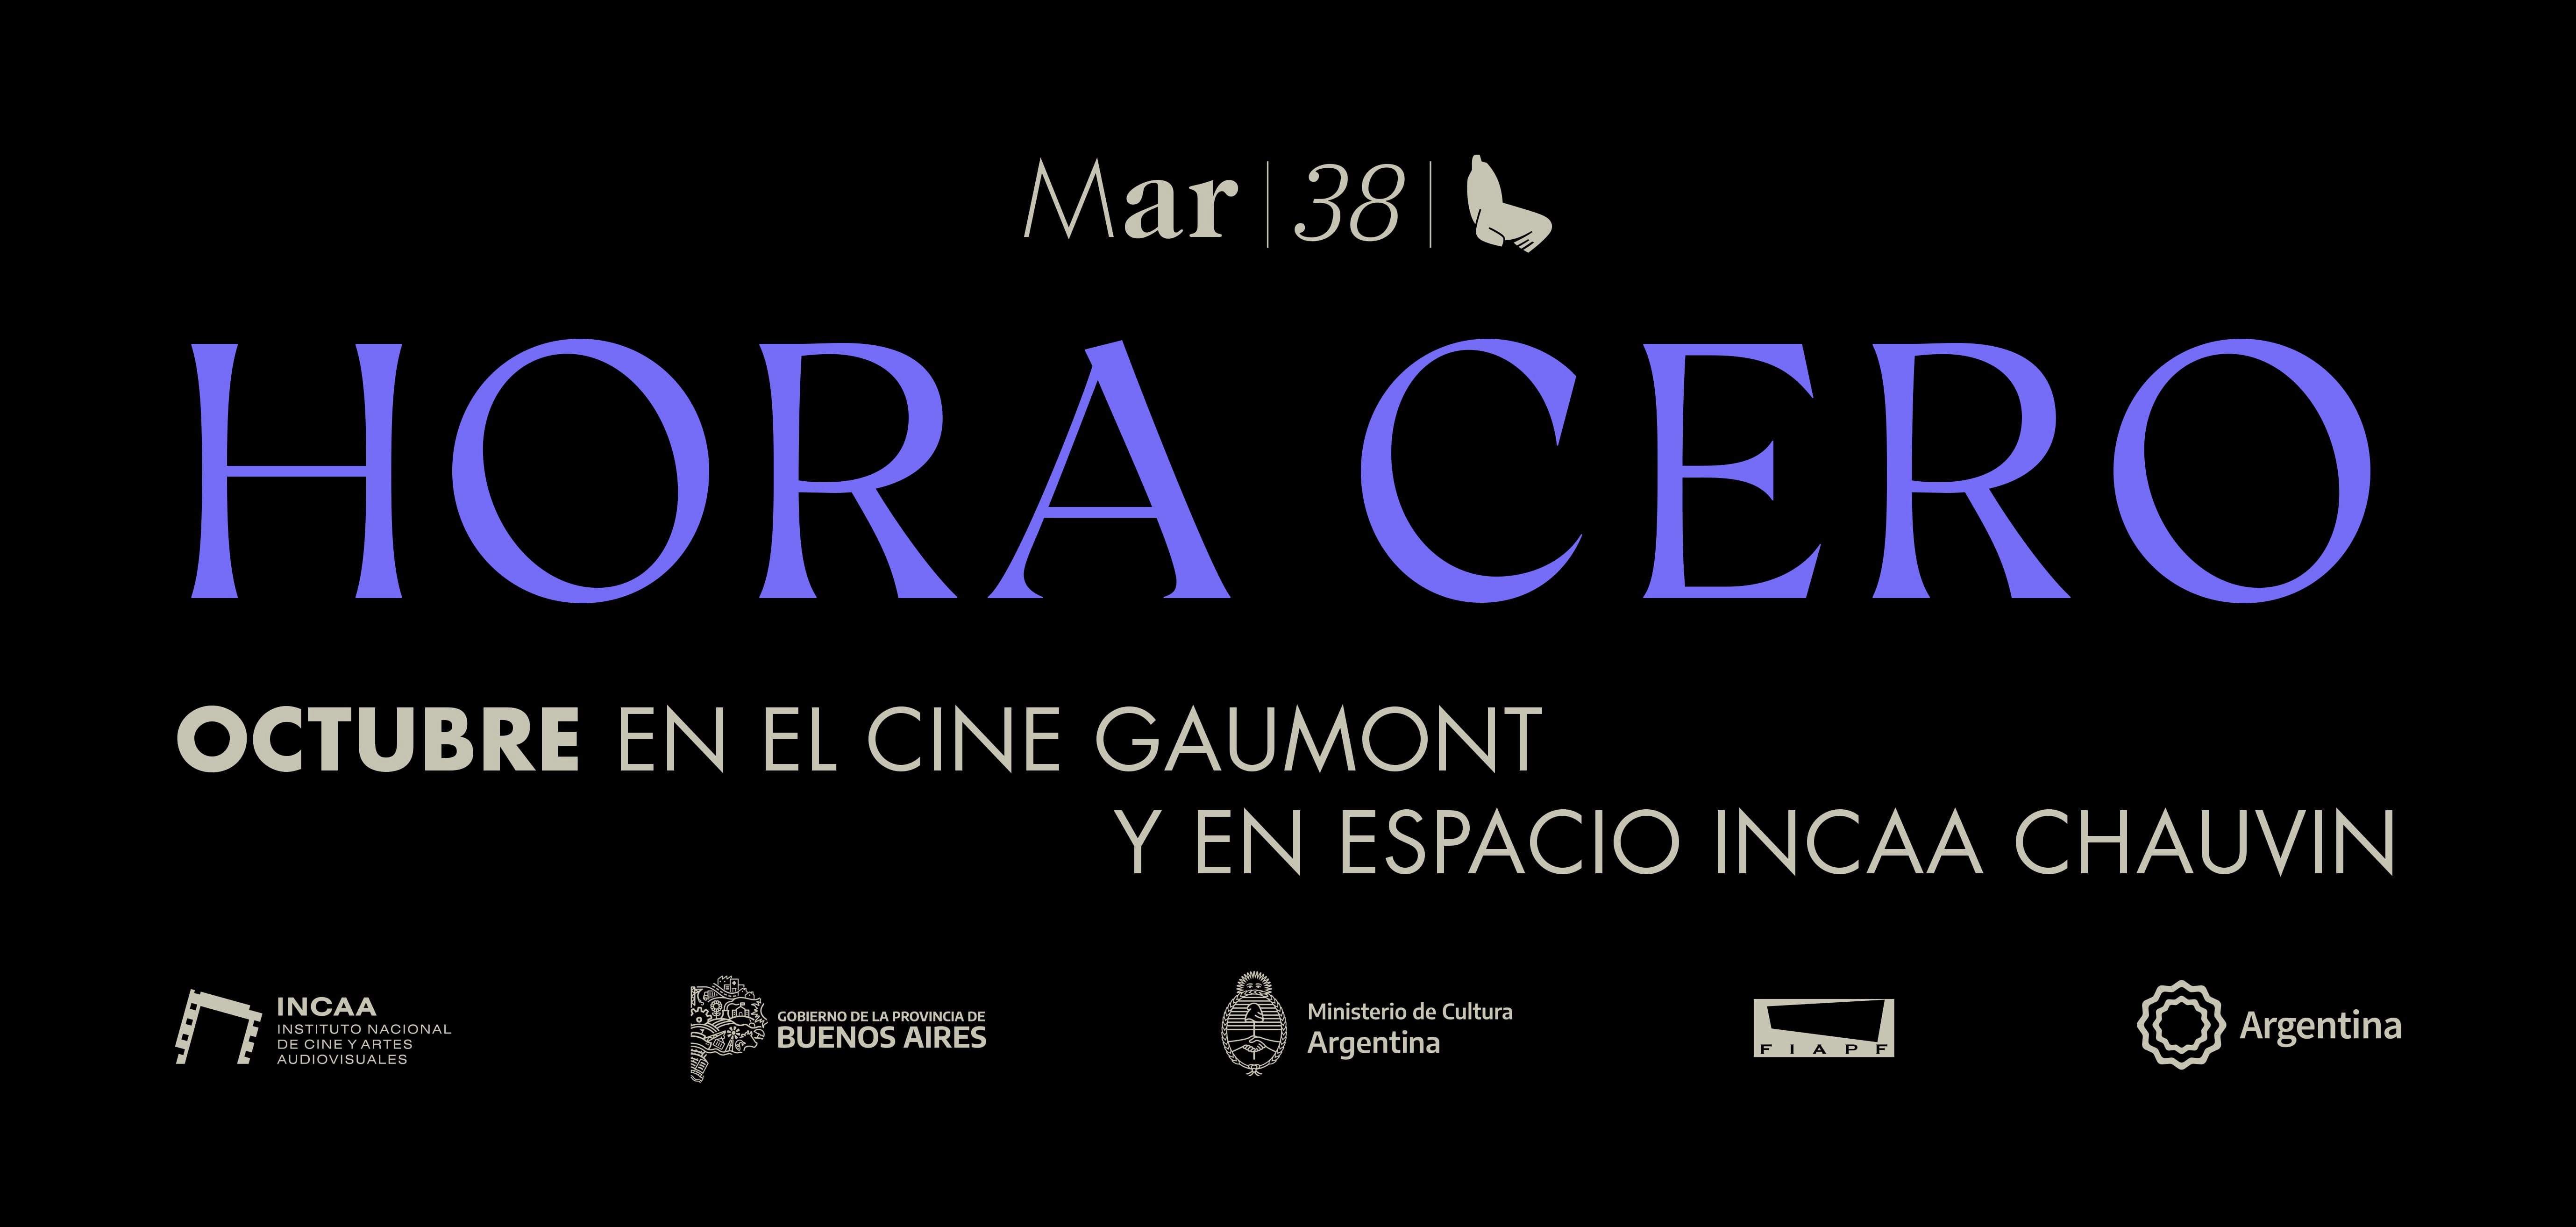 Mar | 38 |
HORA CERO
OCTUBRE EN EL CINE GAUMONT
Y EN ESPACIO INCAA CHAUVIN
INCAA
INSTITUTO NACIONAL
DE CINE Y ARTES
AUDIOVISUALES
GOBIERNO DE LA PROVINCIA DE
BUENOS AIRES
Ministerio de Cultura
Argentina
FIAPF
Argentina